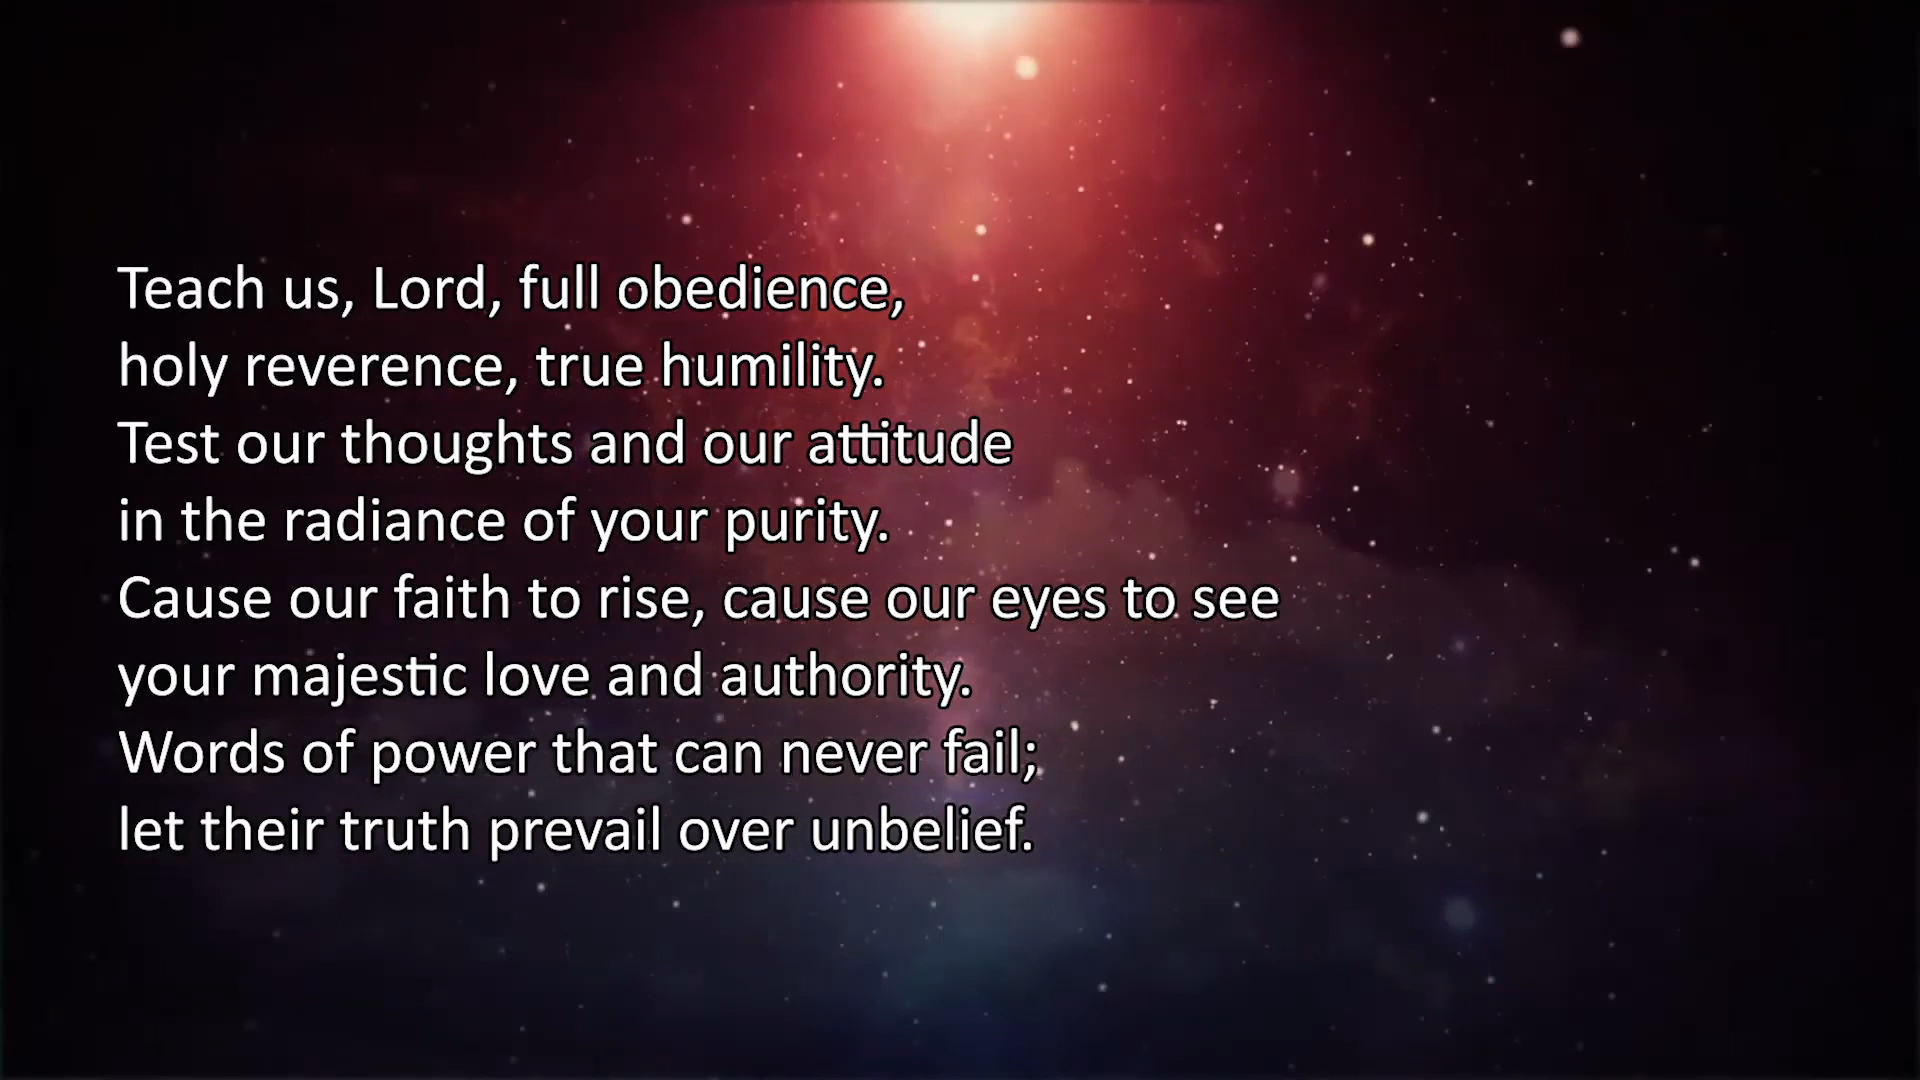 Teach us, Lord, full obedience,
holy reverence, true humility.
Test our thoughts and our attitude
in the radiance of your purity.
Cause our faith to rise, cause our eyes to see
your majestic love and authority.
Words of power that can never fail;
let their truth prevail over unbelief.